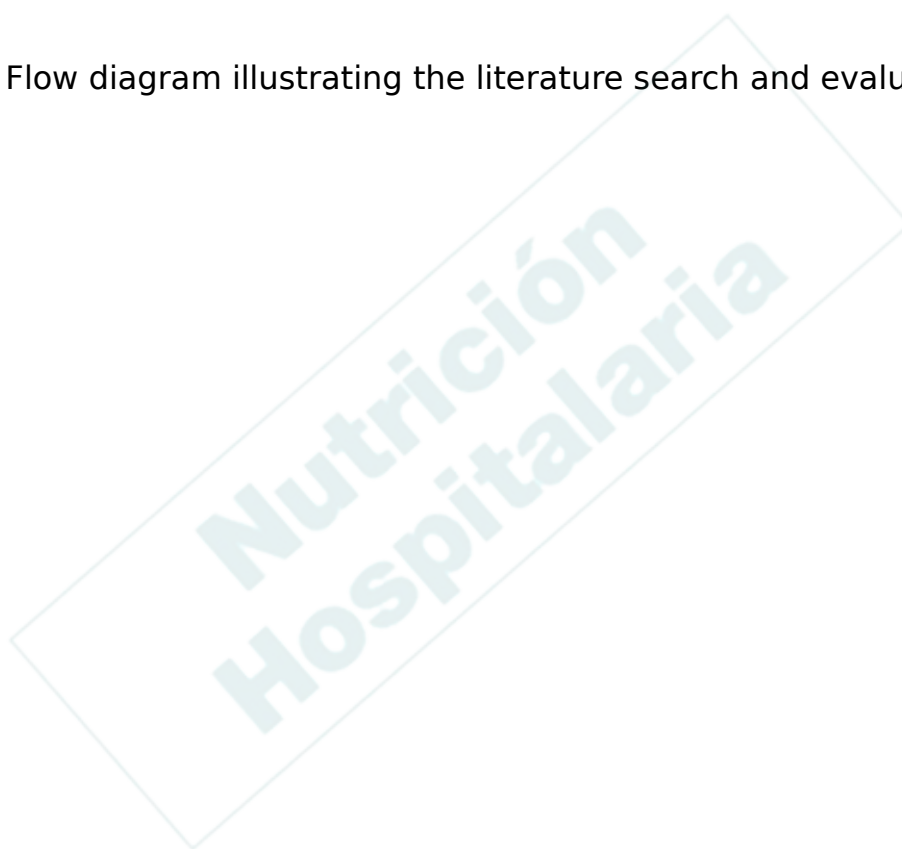 Flow diagram illustrating the literature search and evalu
Nutrición
Hospitalaria